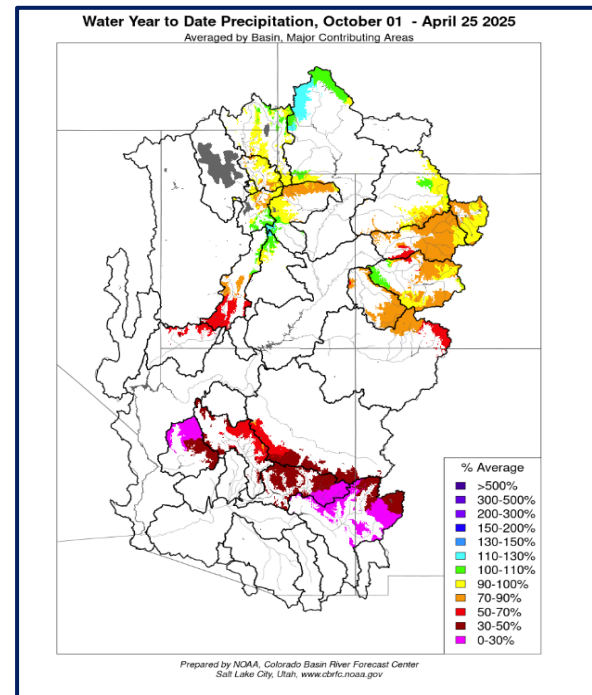 Water Year to Date Precipitation, October 01 - April 25 2025
Averaged by Basin, Major Contributing Areas
% Average
>500%
300-500%
200-300%
150-200%
130-150%
110-130%
100-110%
90-100%
70-90%
50-70%
30-50%
0-30%
Prepared by NOAA, Colorado Basin River Forecast Center
Salt Lake City, Utah, www.cbrfc.noaa.gov